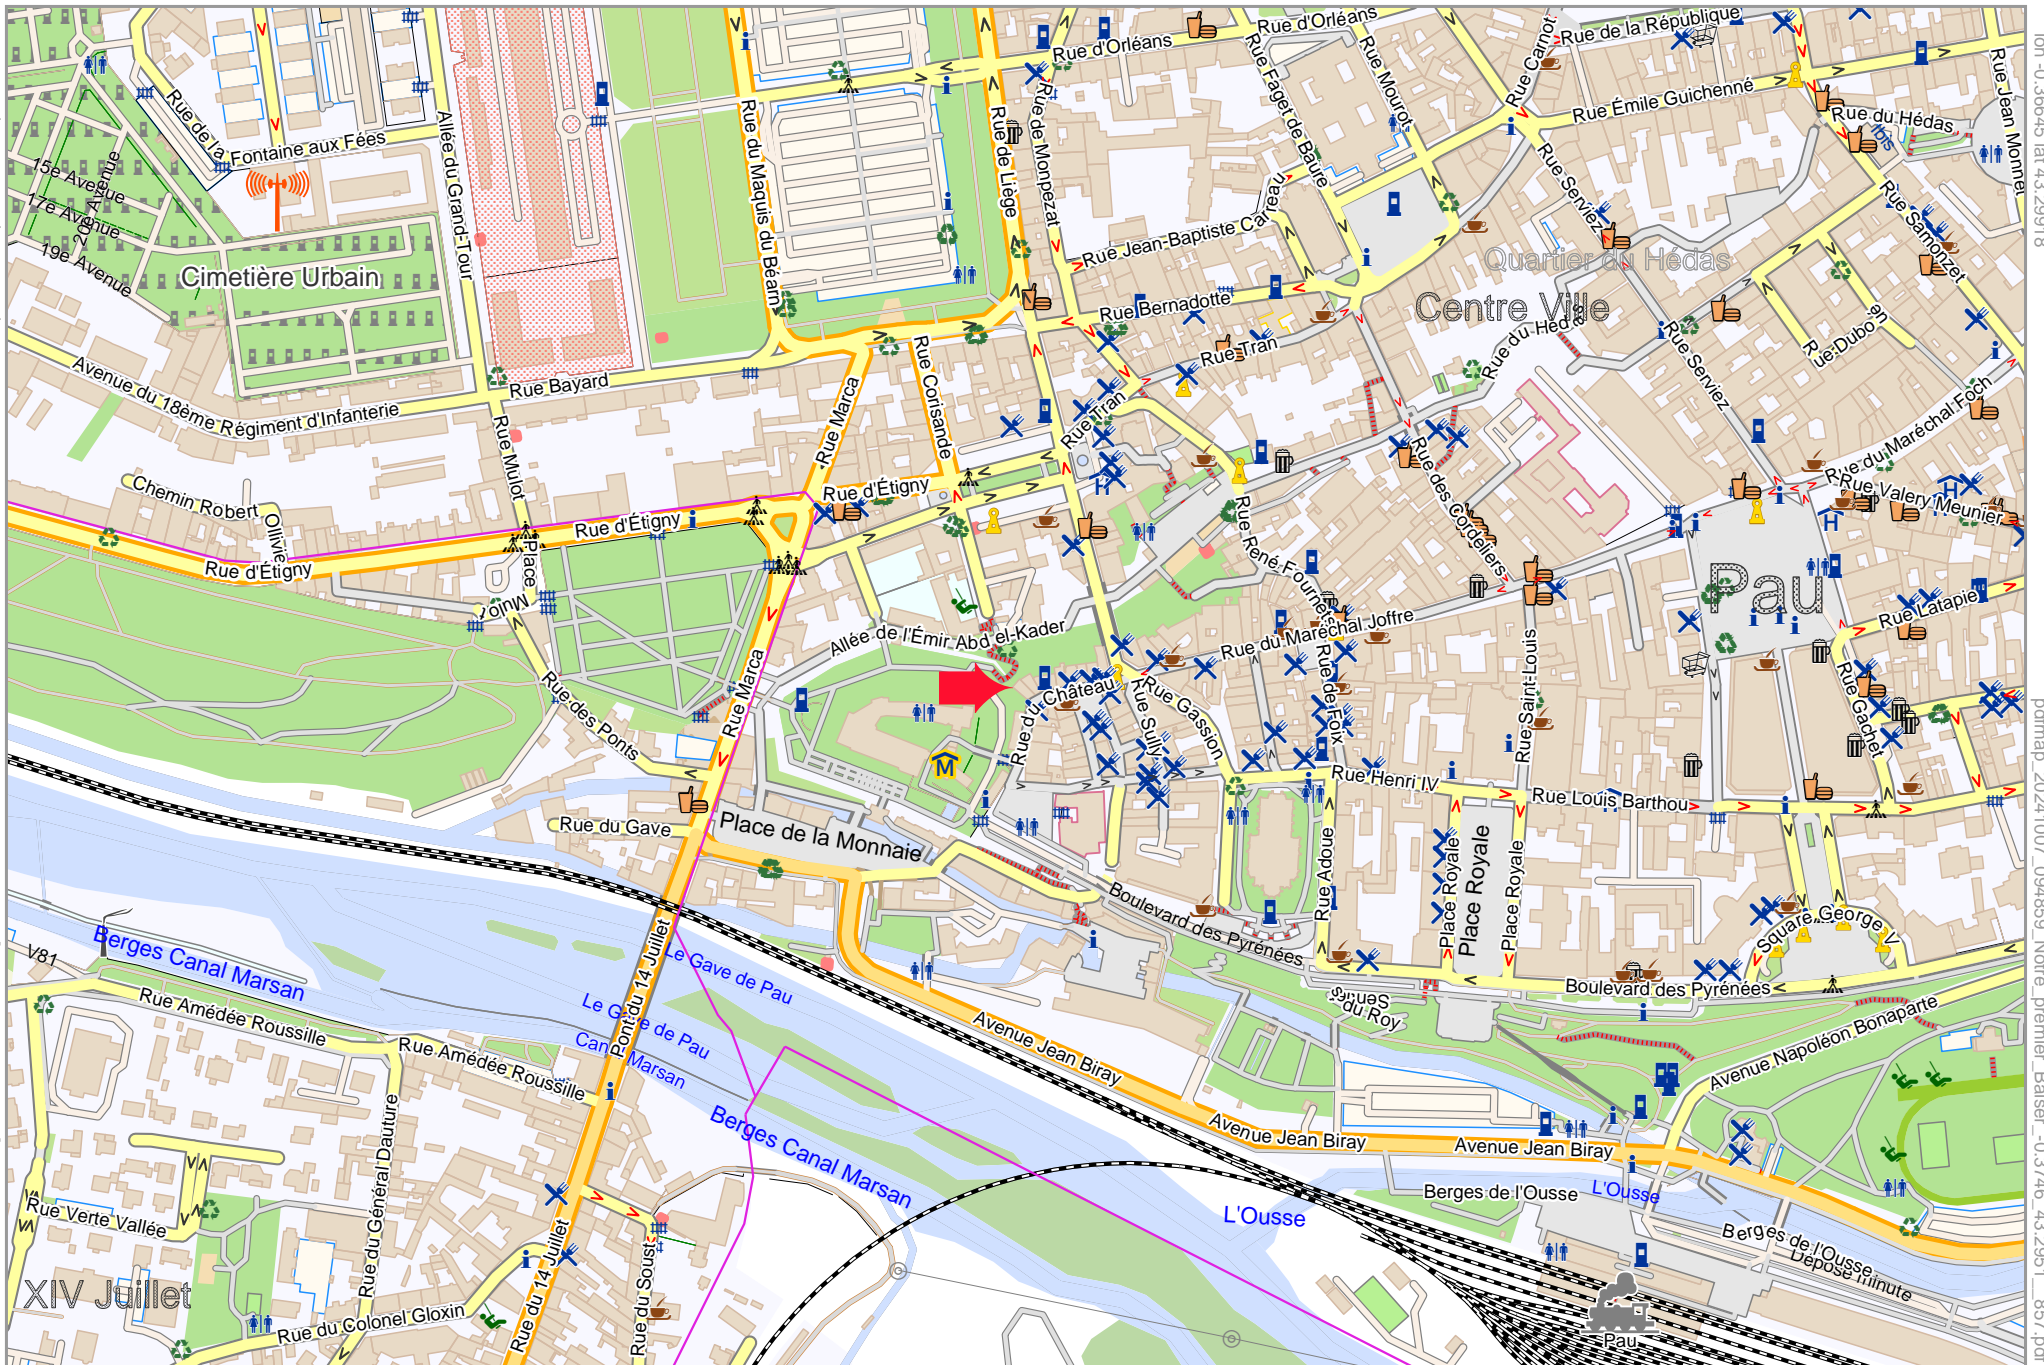 Rue d'Orléans
Rue d'Orléans
Rue de la République
Rue Carnot
Rue Faget de Baure
Rue Mourot
Rue Émile Guichenné
Rue du Hédas
Ibis
Rue Jean Monnet
Rue de la
Fontaine aux Fées
15e Avenue
17e Avenue
20e Avenue
19e Avenue
Allée du Grand-Tour
Rue du Maquis du Béarn
Rue de Liège
Rue de Monpezat
Rue Jean-Baptiste Carreau
Rue Serviez
Rue Samonzet
Quartier du Hédas
Centre Ville
Cimetière Urbain
Rue Bernadotte
Rue Tran
Rue du Hédas
Rue Serviez
Rue Duboué
Avenue du 18ème Régiment d'Infanterie
Rue Bayard
Rue Marca
Rue Corisande
Rue Tran
Rue du Maréchal Foch
Rue Valery Meunier
Rue Mulot
Chemin Robert
Ollivier
Rue d'Étigny
Rue d'Étigny
Rue d'Étigny
Place
Mulot
Rue des Cordeliers
Rue René Fournets
Pau
Rue Latapie
Allée de l'Émir Abd el-Kader
Rue du Maréchal Joffre
Rue Saint-Louis
Rue Gachet
Rue Marca
Rue des Ponts
Rue du Château
Rue Sully
Rue Gassion
Rue de Foix
M
Rue Henri IV
Rue Louis Barthou
Rue du Gave
Place de la Monnaie
Rue Adoue
Place Royale
Place Royale
Place Royale
Square George V
Boulevard des Pyrénées
Boulevard des Pyrénées
V81
Berges Canal Marsan
Le Gave de Pau
Le Gave de Pau
Canal Marsan
Pont du 14 Juillet
Sentiers
du Roy
Rue Amédée Roussille
Rue Amédée Roussille
Avenue Jean Biray
Avenue Napoléon Bonaparte
Berges Canal Marsan
Avenue Jean Biray
Avenue Jean Biray
Rue du Général Dauture
Rue Verte Vallée
Berges de l'Ousse
L'Ousse
L'Ousse
Berges de l'Ousse
Dépose minute
XIV Juillet
Rue du Colonel Gloxin
Rue du 14 Juillet
Rue du Soust
Pau